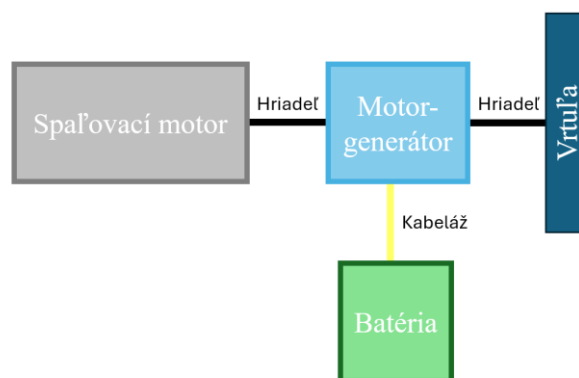 Spaľovací motor
Hriadeľ
Motor-
generátor
Hriadeľ
Vrtuľa
Kabeláž
Batéria